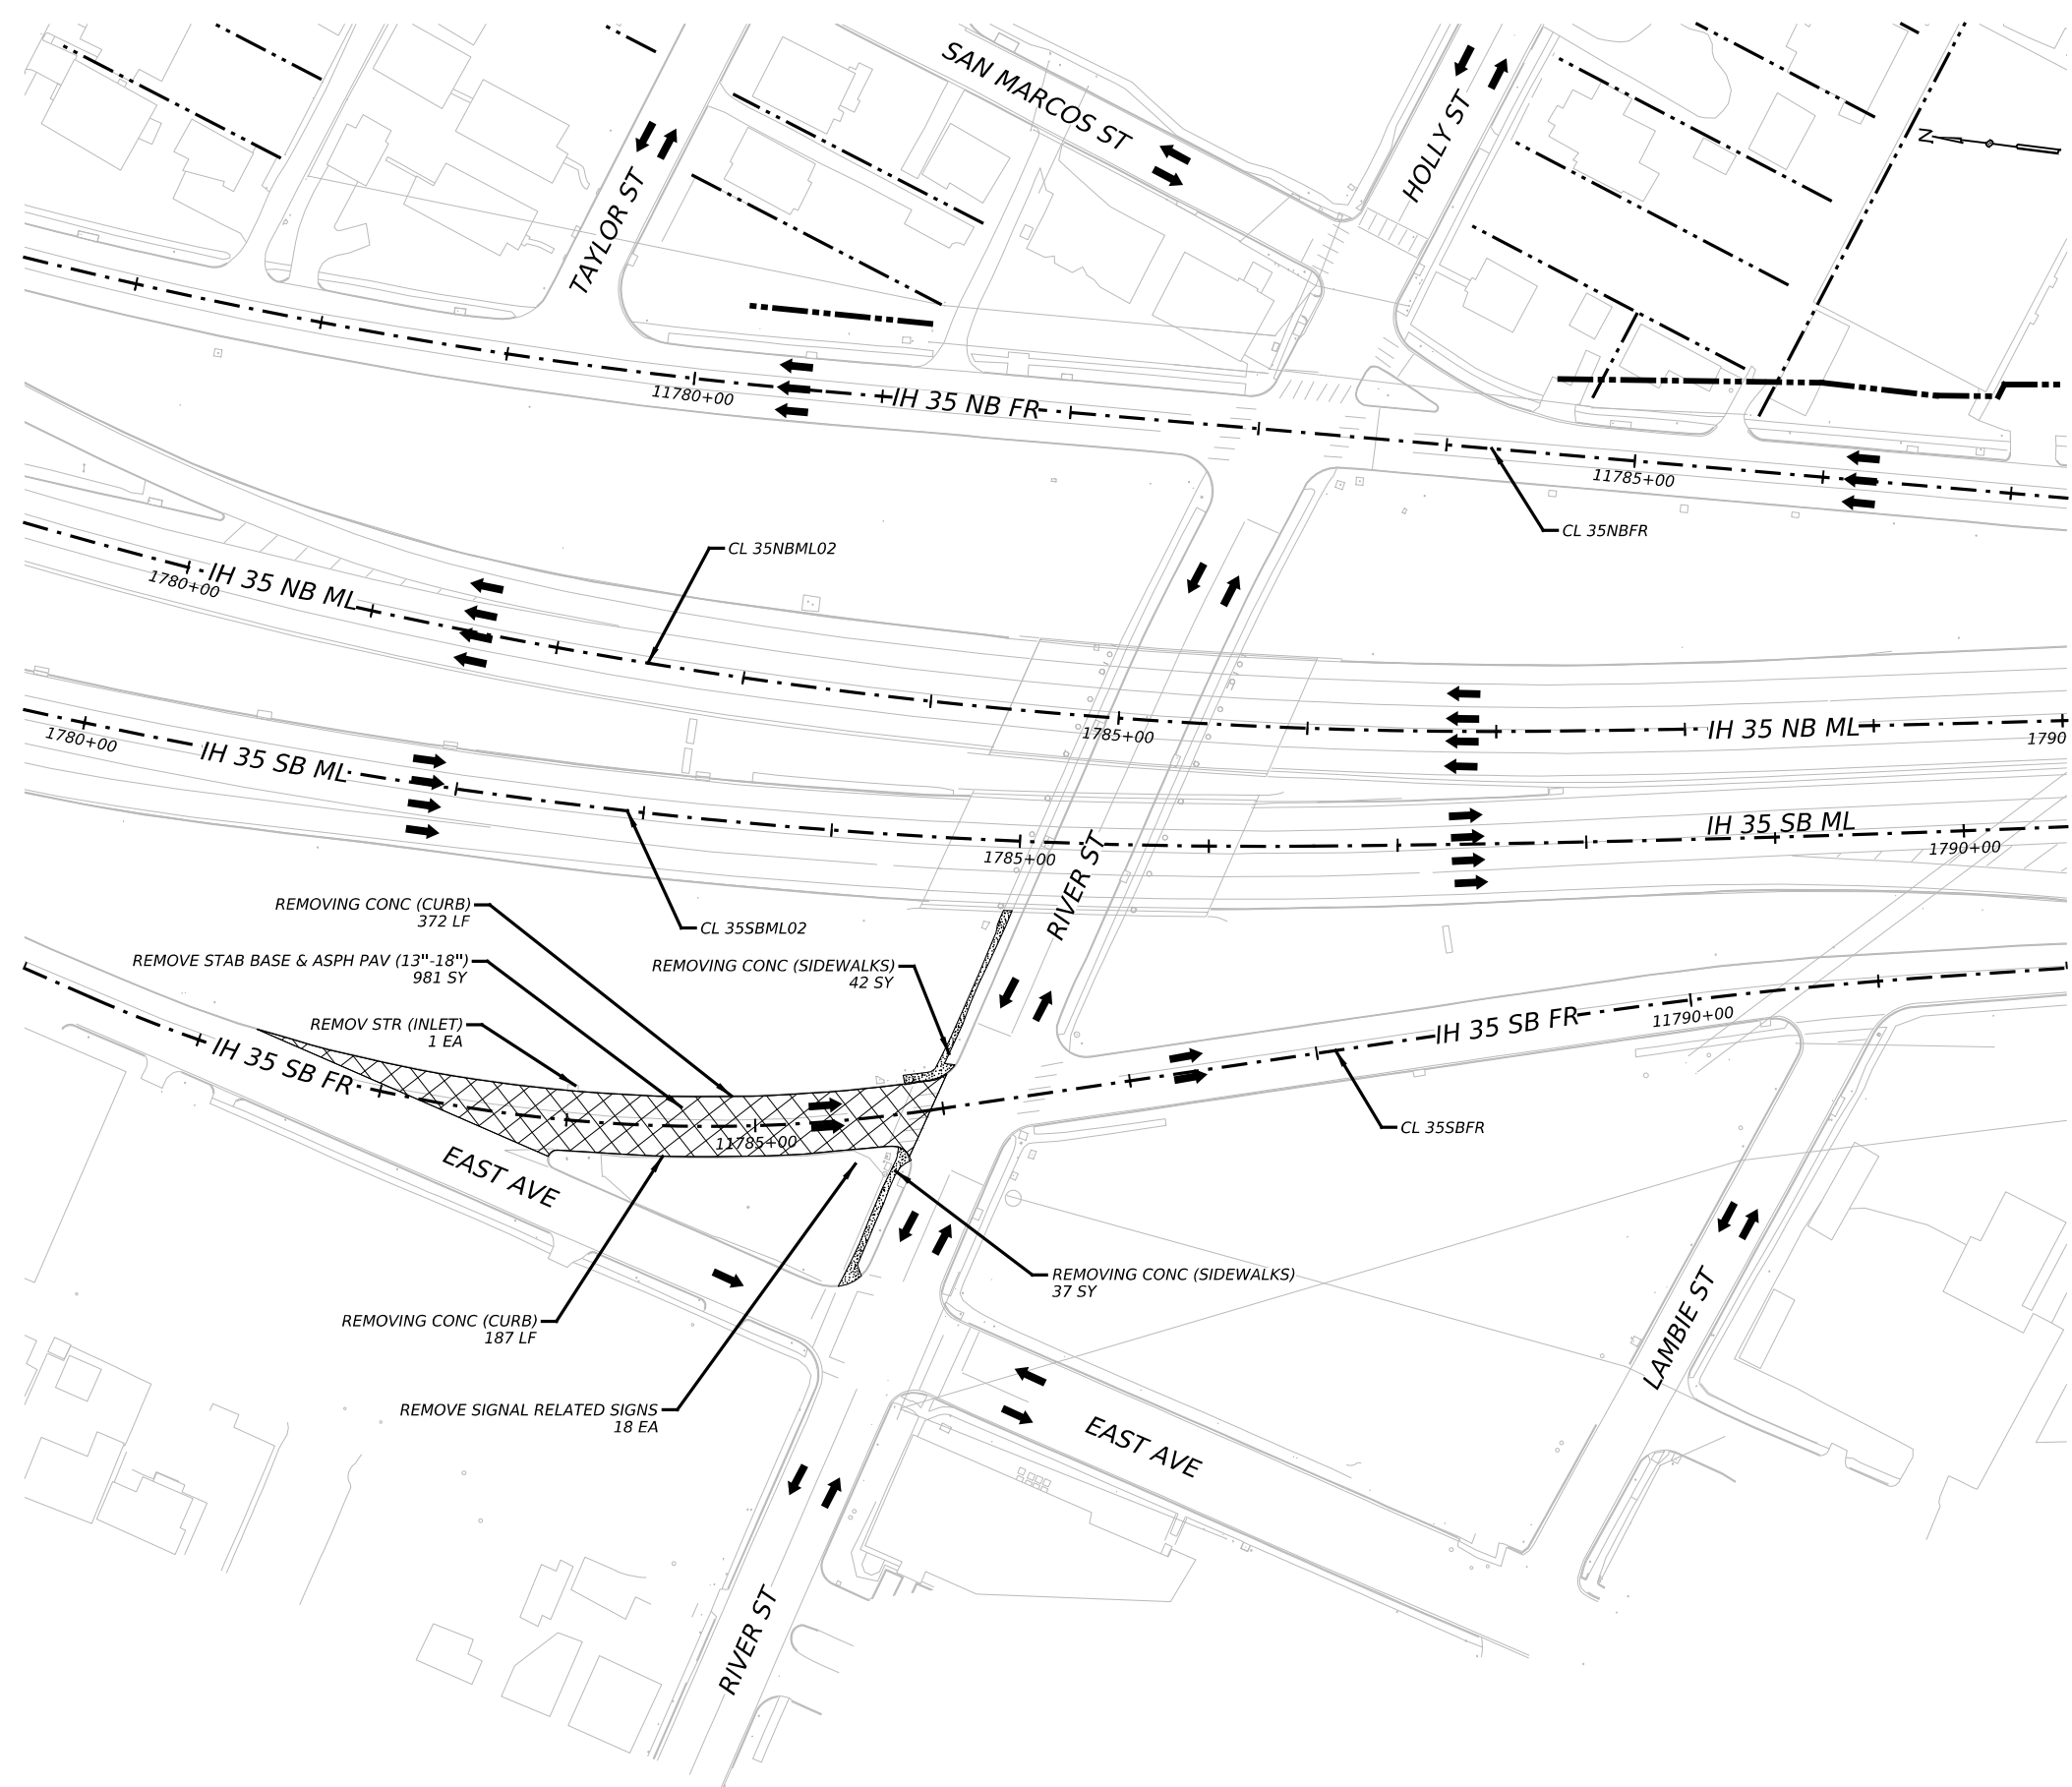 SAN MARCOS ST
HOLLY ST
N
TAYLOR ST
11780+00
IH 35 NB FR
11785+00
CL 35NBFR
CL 35NBML02
1780+00
IH 35 NB ML
1785+00
IH 35 NB ML
1790
1780+00
IH 35 SB ML
IH 35 SB ML
1785+00
1790+00
RIVER ST
REMOVING CONC (CURB)
372 LF
CL 35SBML02
REMOVE STAB BASE & ASPH PAV (13"-18")
981 SY
REMOVING CONC (SIDEWALKS)
42 SY
REMOV STR (INLET)
1 EA
IH 35 SB FR
IH 35 SB FR
11790+00
11785+00
CL 35SBFR
EAST AVE
REMOVING CONC (SIDEWALKS)
37 SY
REMOVING CONC (CURB)
187 LF
LAMBIE ST
REMOVE SIGNAL RELATED SIGNS
18 EA
EAST AVE
RIVER ST